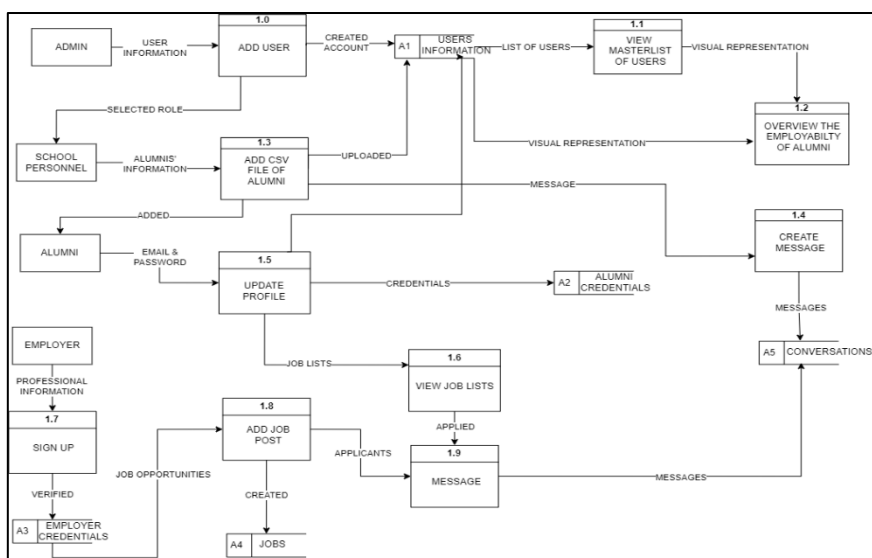 ADMIN
USER
INFORMATION
1.0
ADD USER
CREATED
ACCOUNT
A1
USERS
INFORMATION
LIST OF USERS
1.1
VIEW
MASTERLIST
OF USERS
VISUAL REPRESENTATION
SELECTED ROLE
1.2
OVERVIEW THE
EMPLOYABILTY
OF ALUMNI
SCHOOL
PERSONNEL
ALUMNIS'
INFORMATION
1.3
ADD CSV
FILE OF
ALUMNI
UPLOADED
VISUAL REPRESENTATION
MESSAGE
ADDED
1.4
CREATE
MESSAGE
ALUMNI
EMAIL &
PASSWORD
1.5
UPDATE
PROFILE
CREDENTIALS
A2
ALUMNI
CREDENTIALS
MESSAGES
EMPLOYER
A5
CONVERSATIONS
JOB LISTS
1.6
VIEW JOB LISTS
PROFESSIONAL
INFORMATION
1.7
SIGN UP
1.8
ADD JOB
POST
APPLIED
APPLICANTS
1.9
MESSAGE
MESSAGES
JOB OPPORTUNITIES
VERIFIED
CREATED
A3
EMPLOYER
CREDENTIALS
A4
JOBS